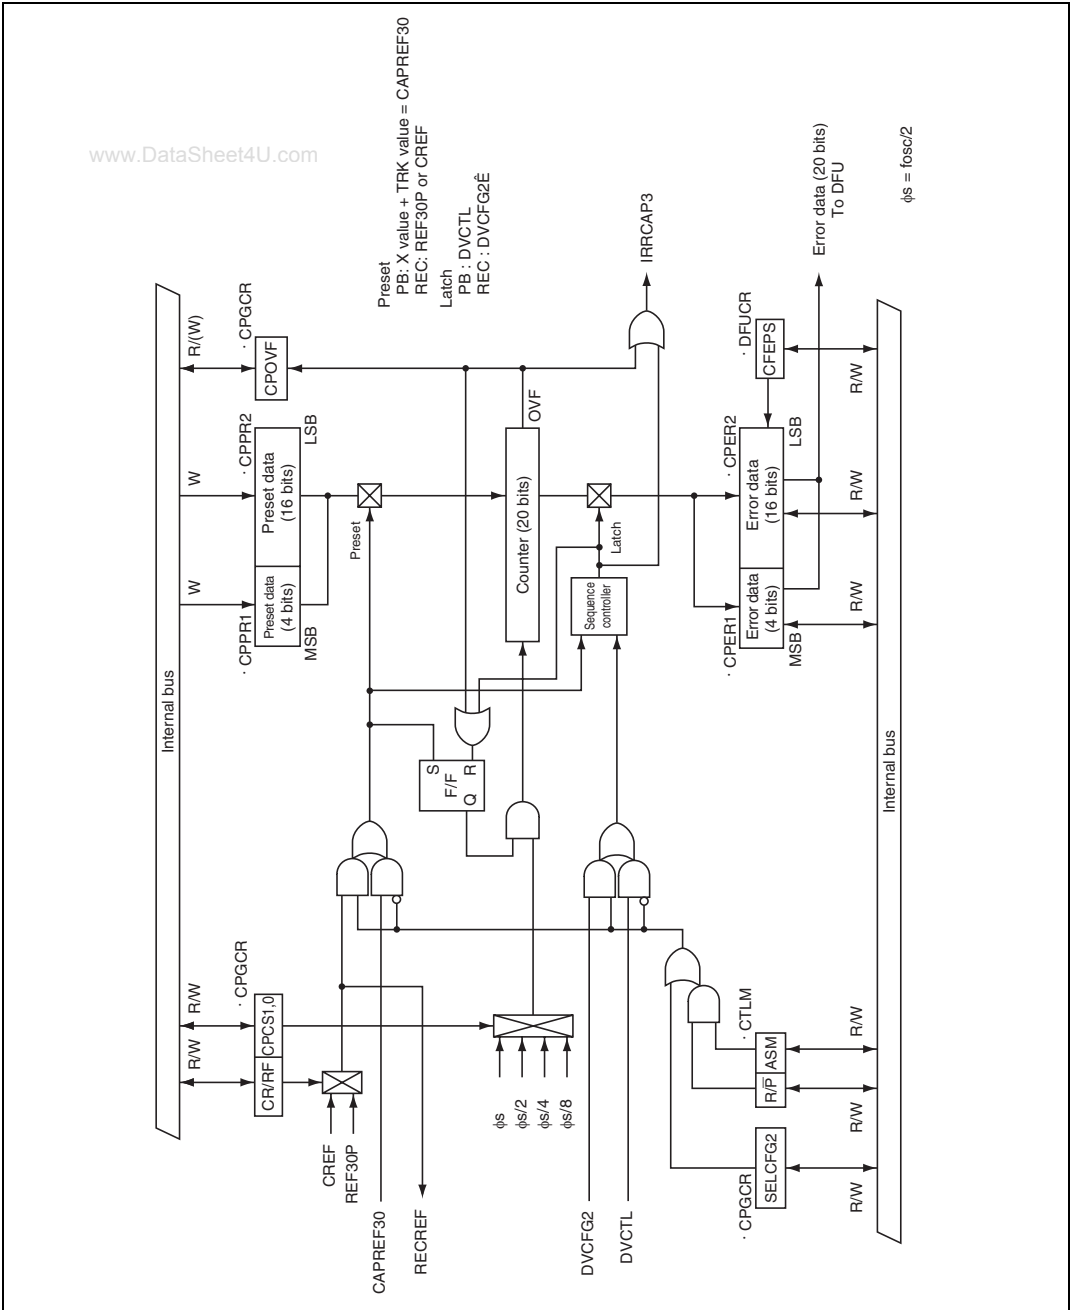 www.DataSheet4U.com
Preset
PB: X value + TRK value = CAPREF30
REC: REF30P or CREF
Latch
PB : DVCTL
REC : DVCFG2Ê
Internal bus
R/W
R/W
W
W
R/(W)
· CPGCR
CR/RF
CPCS1,0
· CPPR1
· CPPR2
Preset data
(4 bits)
Preset data
(16 bits)
MSB
LSB
· CPGCR
CPOVF
CREF
REF30P
CAPREF30
RECREF
Preset
S
F/F
Q
R
φs
φs/2
φs/4
φs/8
Counter (20 bits)
OVF
IRRCAP3
DVCFG2
DVCTL
Sequence
controller
Latch
· CPGCR
SELCFG2
R/P̅
ASM
· CTLM
· CPER1
· CPER2
Error data
(4 bits)
Error data
(16 bits)
MSB
LSB
· DFUCR
CFEPS
Error data (20 bits)
To DFU
R/W
R/W
R/W
R/W
R/W
R/W
Internal bus
φs = fosc/2